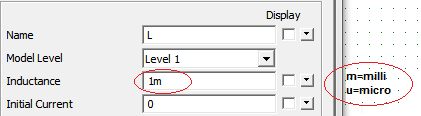 Display
Name L
Model Level Level 1
Inductance 1m
Initial Current 0
m=milli
u=micro